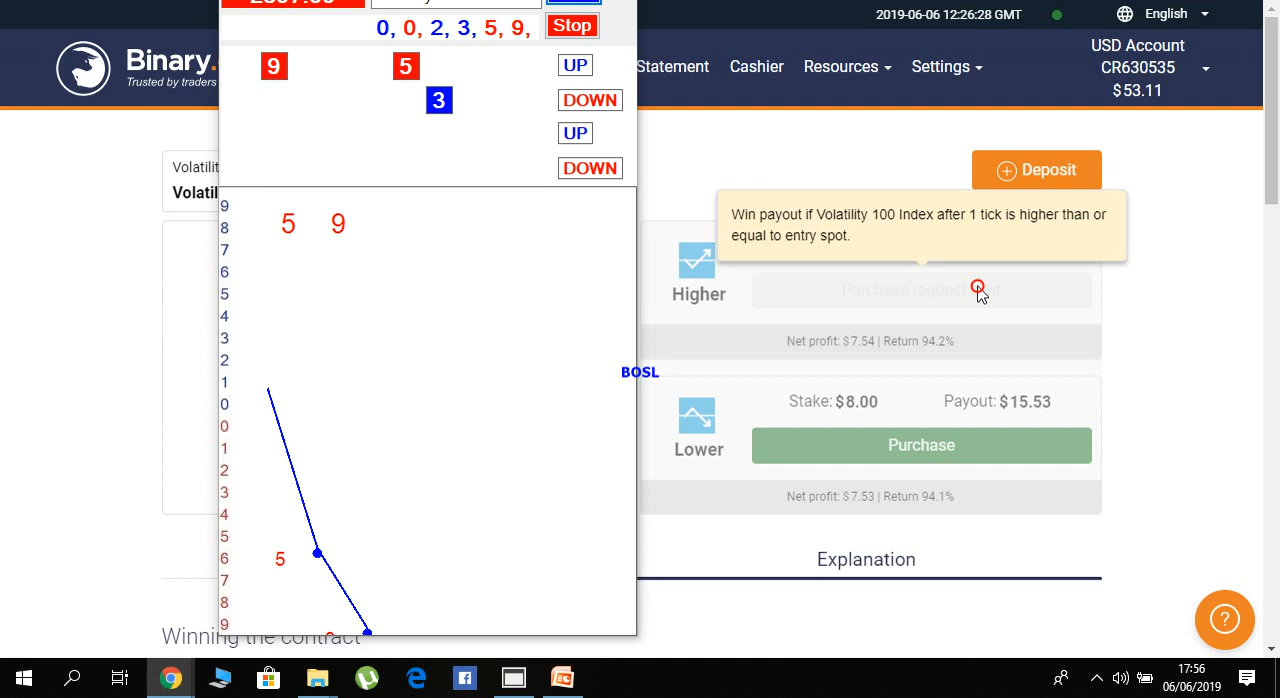 2019-06-06 12:26:28 GMT
English
Binary.
Trusted by traders
Statement
Cashier
Resources
Settings
USD Account
CR630535
$53.11
0, 0, 2, 3, 5, 9,
Stop
9
5
UP
3
DOWN
UP
DOWN
Volatilit
Volatil
Deposit
Win payout if Volatility 100 Index after 1 tick is higher than or
equal to entry spot.
Higher
Net profit: $7.54 | Return 94.2%
BOSL
Stake: $8.00
Payout: $15.53
Lower
Purchase
Net profit: $7.53 | Return 94.1%
5 9
9
8
7
6
5
4
3
2
1
0
0
1
2
3
4
5
6
7
8
9
5
Explanation
Winning the contract
?
17:56
06/06/2019